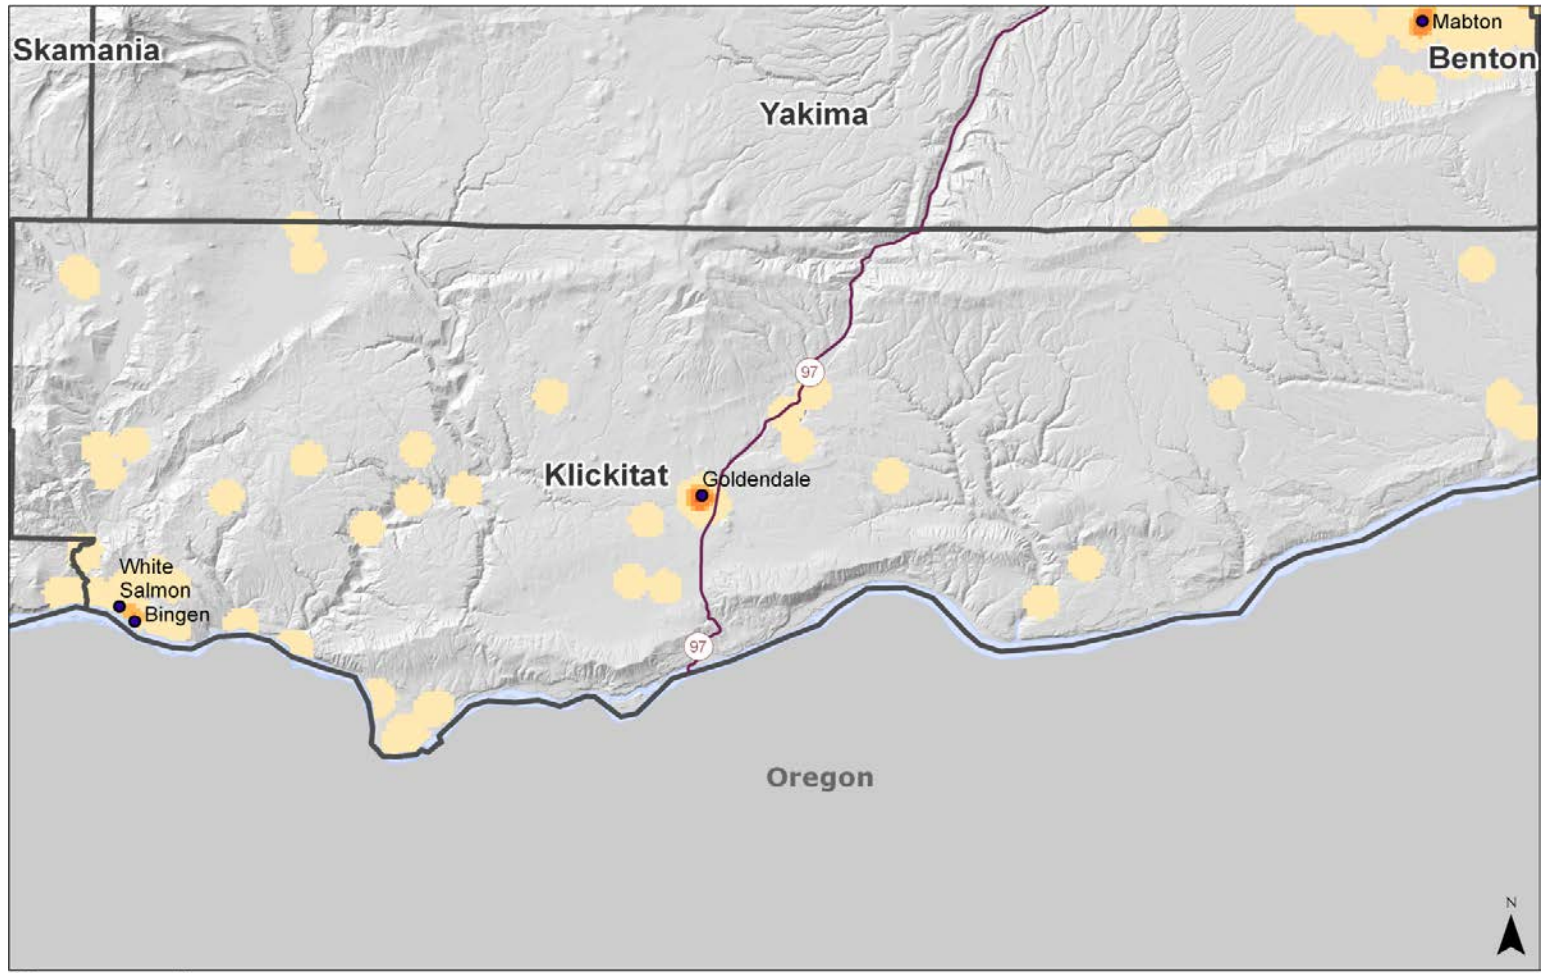 Mabton
Skamania
Benton
Yakima
97
Klickitat
Goldendale
White
Salmon
Bingen
97
Oregon
N